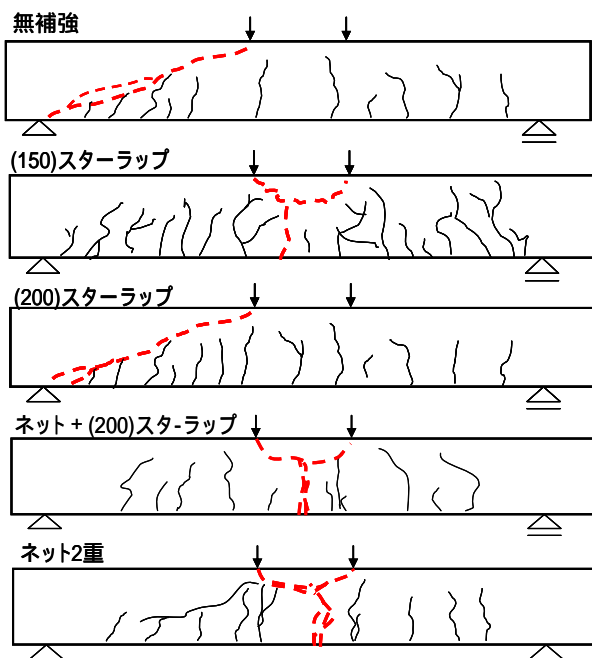 無補強
(150)スターラップ
(200)スターラップ
ネット + (200)スタ-ラップ
ネット2重